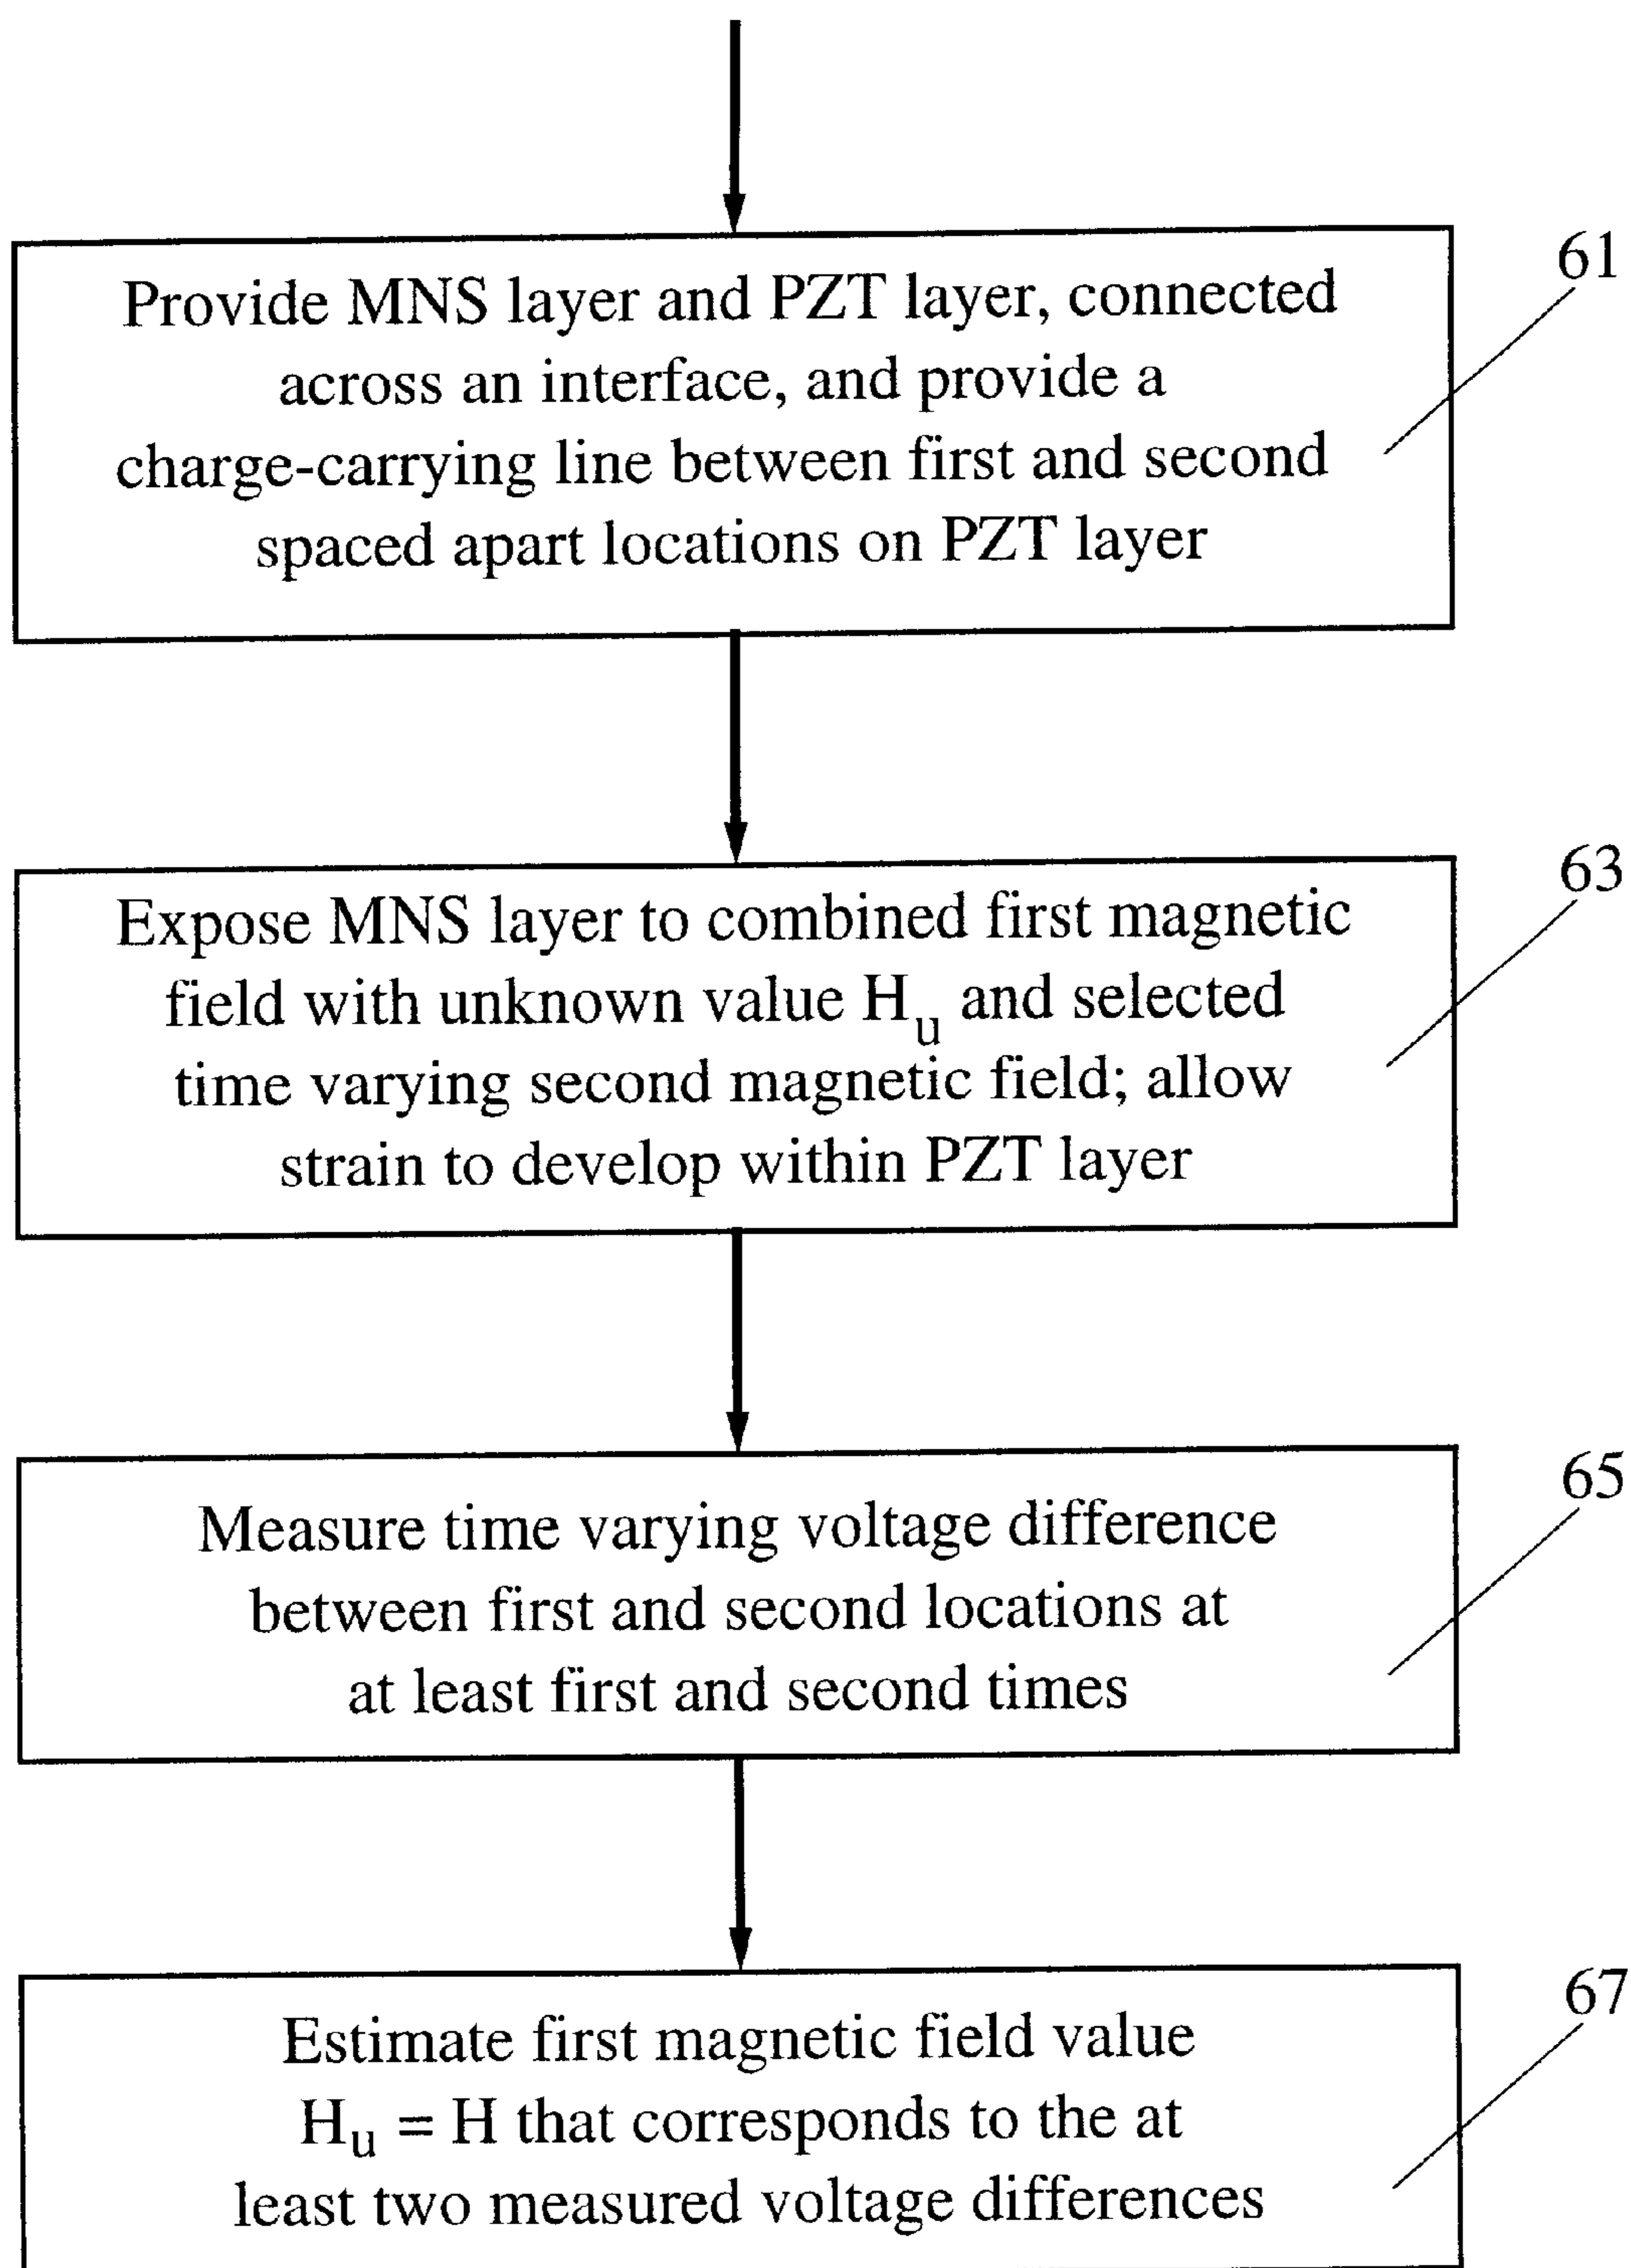 Provide MNS layer and PZT layer, connected
across an interface, and provide a
charge-carrying line between first and second
spaced apart locations on PZT layer
61
Expose MNS layer to combined first magnetic
field with unknown value Hu and selected
time varying second magnetic field; allow
strain to develop within PZT layer
63
Measure time varying voltage difference
between first and second locations at
at least first and second times
65
Estimate first magnetic field value
Hu = H that corresponds to the at
least two measured voltage differences
67